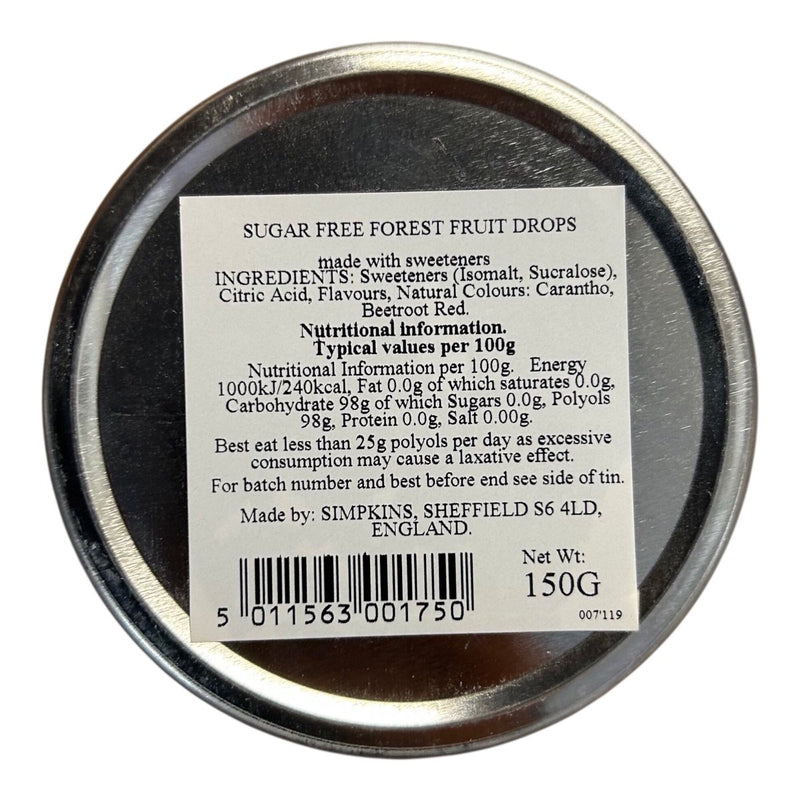 SUGAR FREE FOREST FRUIT DROPS
made with sweeteners
INGREDIENTS: Sweeteners (Isomalt, Sucralose),
Citric Acid, Flavours, Natural Colours: Carantho,
Beetroot Red.
Nutritional information.
Typical values per 100g
Nutritional Information per 100g. Energy
1000kJ/240kcal, Fat 0.0g of which saturates 0.0g,
Carbohydrate 98g of which Sugars 0.0g, Polyols
98g, Protein 0.0g, Salt 0.00g.
Best eat less than 25g polyols per day as excessive
consumption may cause a laxative effect.
For batch number and best before end see side of tin.
Made by: SIMPKINS, SHEFFIELD S6 4LD,
ENGLAND.
Net Wt:
150G
5 011563 001750
007'119